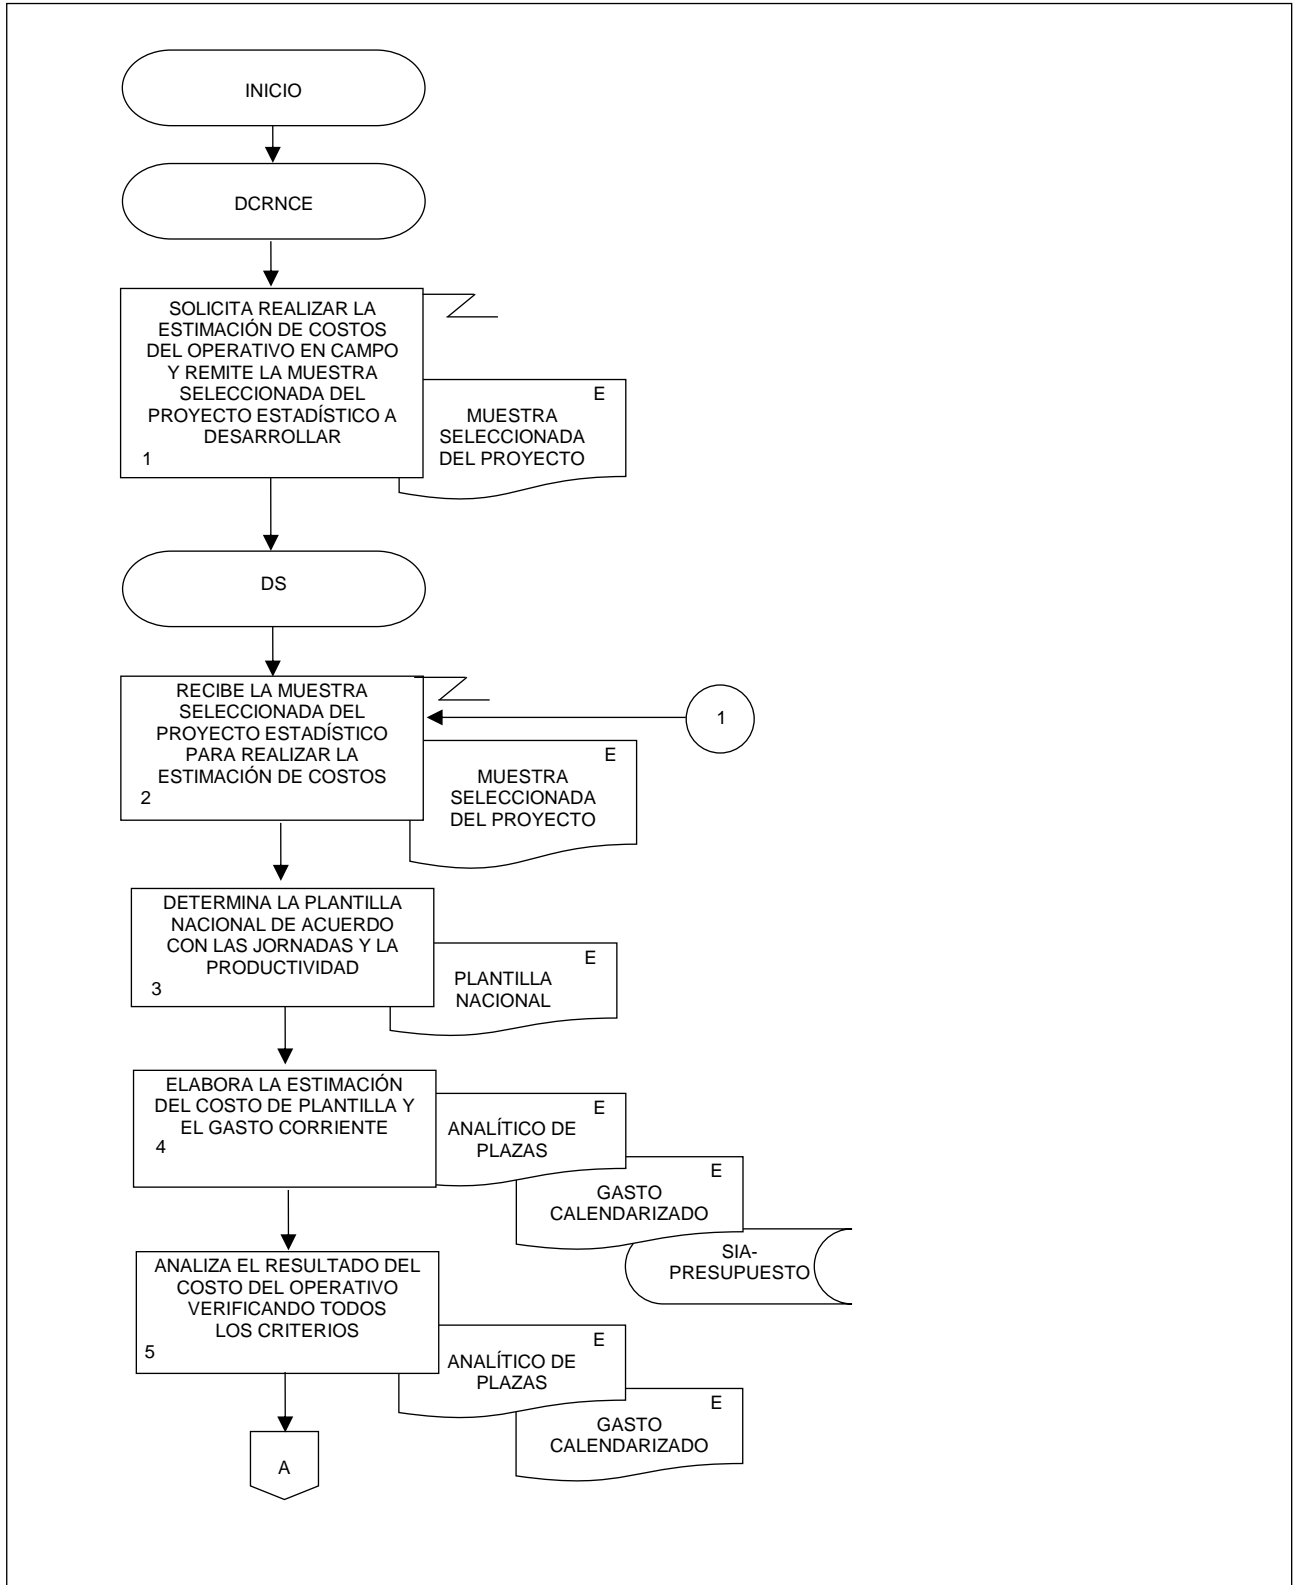 INICIO
DCRNCE
SOLICITA REALIZAR LA
ESTIMACIÓN DE COSTOS
DEL OPERATIVO EN CAMPO
Y REMITE LA MUESTRA
SELECCIONADA DEL
PROYECTO ESTADÍSTICO A
DESARROLLAR
1
E
MUESTRA
SELECCIONADA
DEL PROYECTO
DS
RECIBE LA MUESTRA
SELECCIONADA DEL
PROYECTO ESTADÍSTICO
PARA REALIZAR LA
ESTIMACIÓN DE COSTOS
2
1
E
MUESTRA
SELECCIONADA
DEL PROYECTO
DETERMINA LA PLANTILLA
NACIONAL DE ACUERDO
CON LAS JORNADAS Y LA
PRODUCTIVIDAD
3
E
PLANTILLA
NACIONAL
ELABORA LA ESTIMACIÓN
DEL COSTO DE PLANTILLA Y
EL GASTO CORRIENTE
4
E
ANALÍTICO DE
PLAZAS
E
GASTO
CALENDARIZADO
SIA-
PRESUPUESTO
ANALIZA EL RESULTADO DEL
COSTO DEL OPERATIVO
VERIFICANDO TODOS
LOS CRITERIOS
5
E
ANALÍTICO DE
PLAZAS
E
GASTO
CALENDARIZADO
A